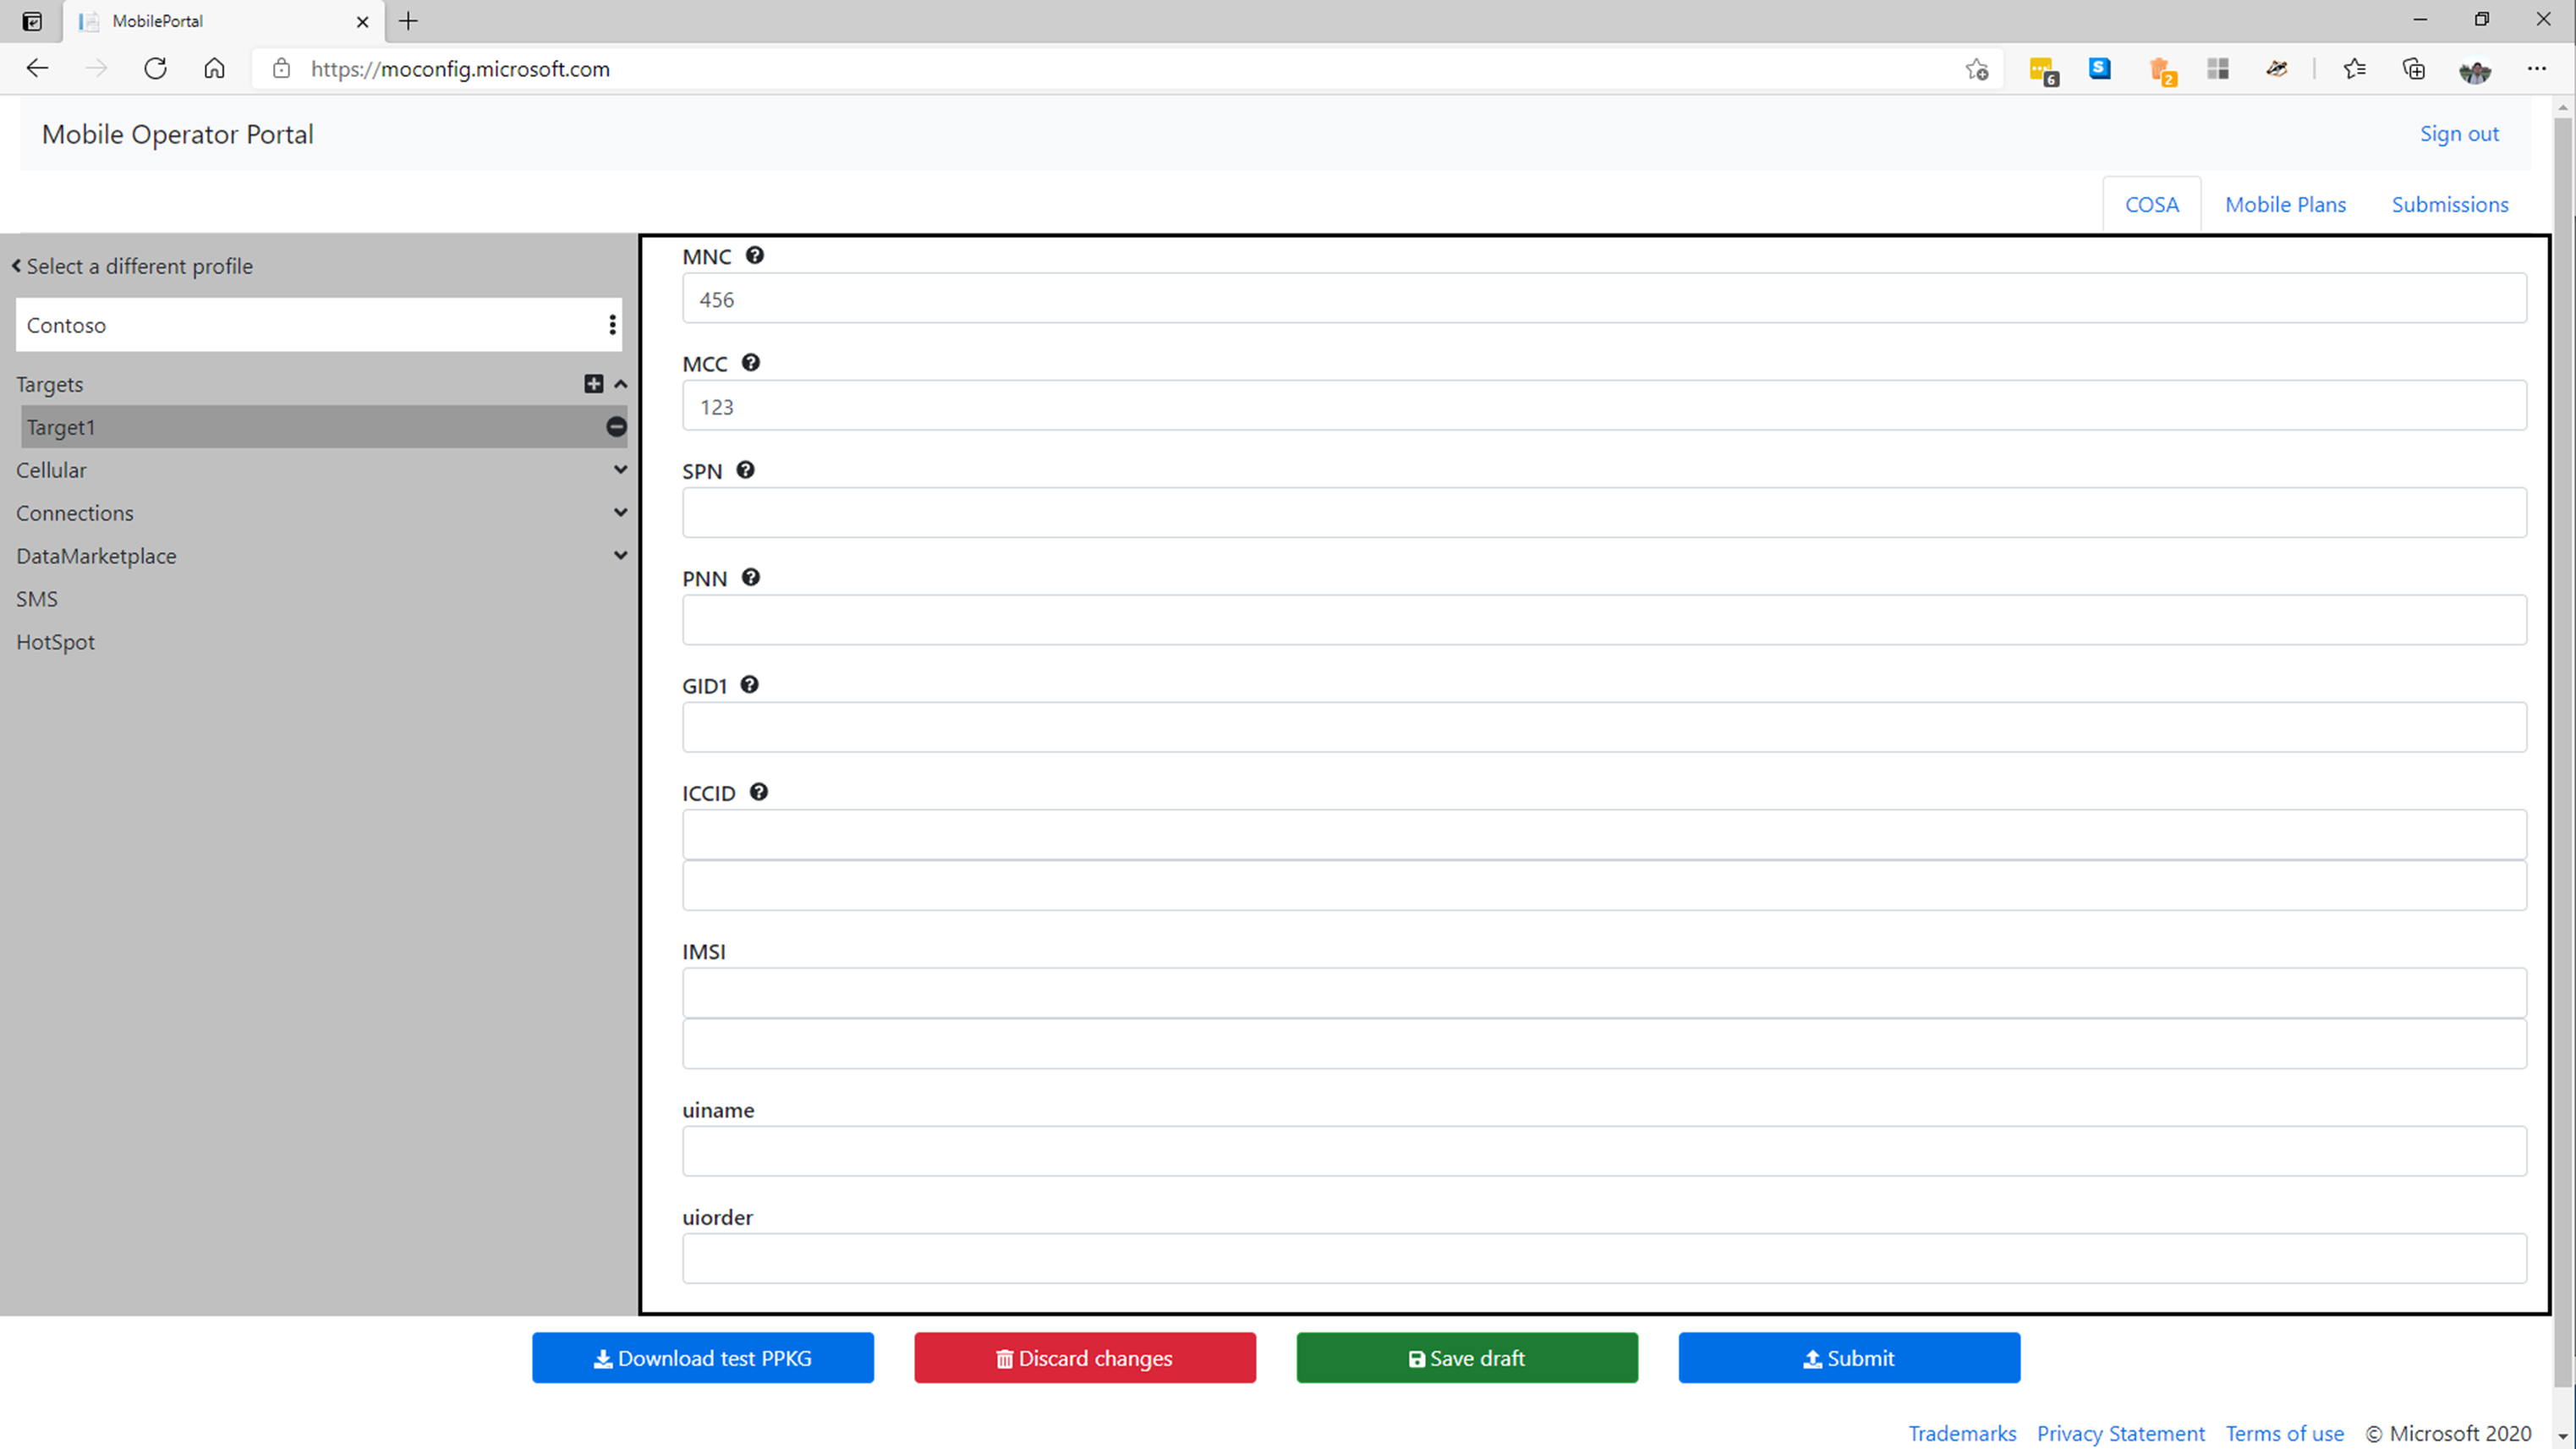 MobilePortal
https://moconfig.microsoft.com
6
S
2
Mobile Operator Portal
Sign out
COSA Mobile Plans Submissions
Select a different profile
Contoso
Targets
Target1
Cellular
Connections
DataMarketplace
SMS
HotSpot
MNC ?
456
MCC ?
123
SPN ?
PNN ?
GID1 ?
ICCID ?
IMSI
uiname
uiorder
Download test PPKG
Discard changes
Save draft
Submit
Trademarks Privacy Statement Terms of use © Microsoft 2020